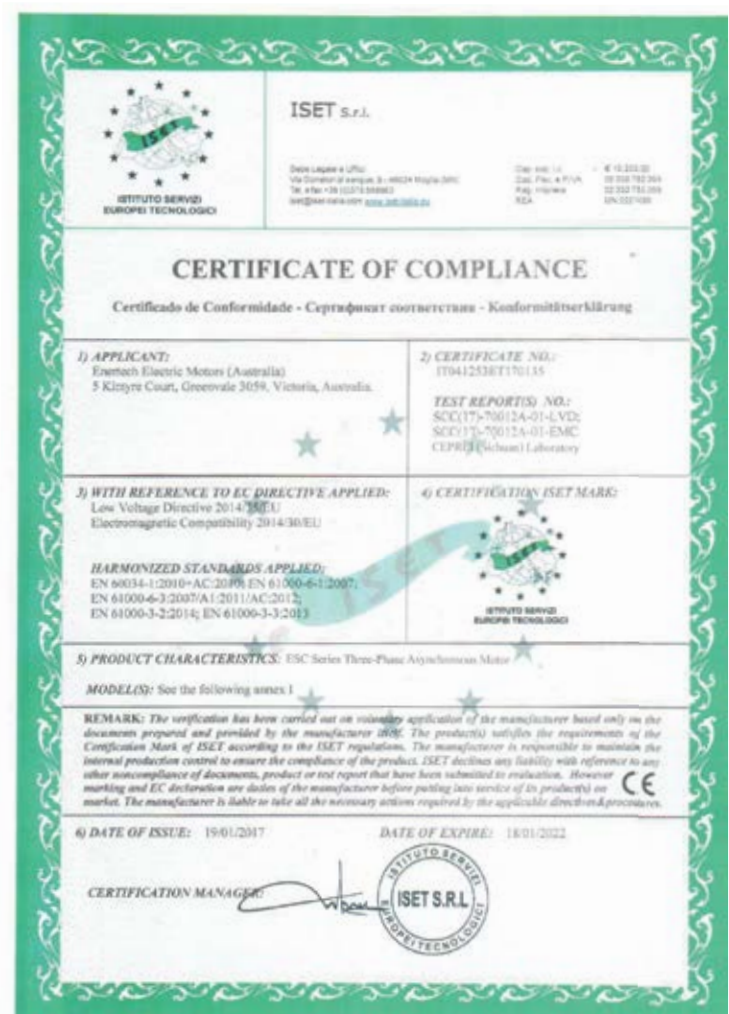 ISET
ISTITUTO SERVIZI
EUROPEI TECNOLOGICI
ISET S.r.l.
Sede Legale e Uffici
CERTIFICATE OF COMPLIANCE
Certificado de Conformidade - Сертификат соответствия - Konformitätserklärung
1) APPLICANT:
Enertech Electric Motors (Australia)
5 Kintyre Court, Greenvale 3059, Victoria, Australia.
2) CERTIFICATE NO.:
IT041253ET170135
TEST REPORT(S) NO.:
SCC(17)-70012A-01-LVD;
SCC(17)-70012A-01-EMC
CEPREI (Sichuan) Laboratory
3) WITH REFERENCE TO EC DIRECTIVE APPLIED:
Low Voltage Directive 2014/35/EU
Electromagnetic Compatibility 2014/30/EU
HARMONIZED STANDARDS APPLIED:
EN 60034-1:2010+AC:2010; EN 61000-6-1:2007;
EN 61000-6-3:2007/A1:2011/AC:2012;
EN 61000-3-2:2014; EN 61000-3-3:2013
4) CERTIFICATION ISET MARK:
ISET
ISTITUTO SERVIZI
EUROPEI TECNOLOGICI
ISET
5) PRODUCT CHARACTERISTICS: ESC Series Three-Phase Asynchronous Motor
MODEL(S): See the following annex 1
REMARK: The verification has been carried out on voluntary application of the manufacturer based only on the
documents prepared and provided by the manufacturer itself. The product(s) satisfies the requirements of the
Certification Mark of ISET according to the ISET regulations. The manufacturer is responsible to maintain the
internal production control to ensure the compliance of the product. ISET declines any liability with reference to any
other noncompliance of documents, product or test report that have been submitted to evaluation. However
marking and EC declaration are duties of the manufacturer before putting into service of its product(s) on
market. The manufacturer is liable to take all the necessary actions required by the applicable directives&procedures.
CE
6) DATE OF ISSUE: 19/01/2017
DATE OF EXPIRE: 18/01/2022
CERTIFICATION MANAGER:
ISTITUTO SERVIZI
ISET S.R.L
EUROPEI TECNOLOGICI